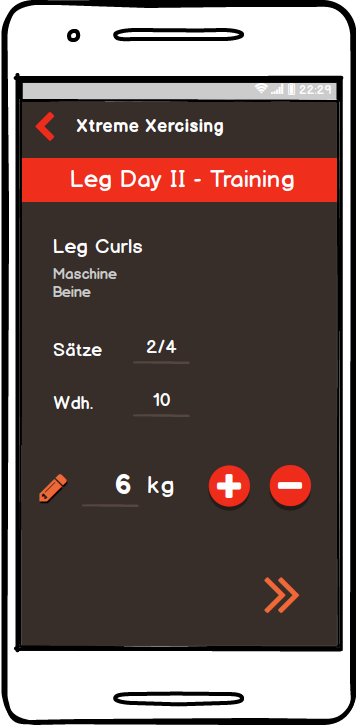 22:29
Xtreme Xercising
Leg Day II - Training
Leg Curls
Maschine
Beine
Sätze 2/4
Wdh. 10
6 kg